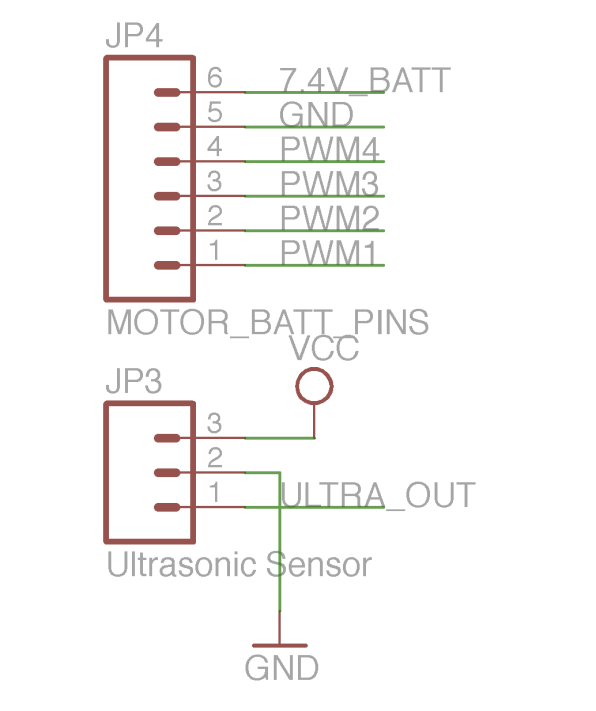 JP4
6 7.4V_BATT
5 GND
4 PWM4
3 PWM3
2 PWM2
1 PWM1
MOTOR_BATT_PINS
VCC
JP3
3
2
1 ULTRA_OUT
Ultrasonic Sensor
GND